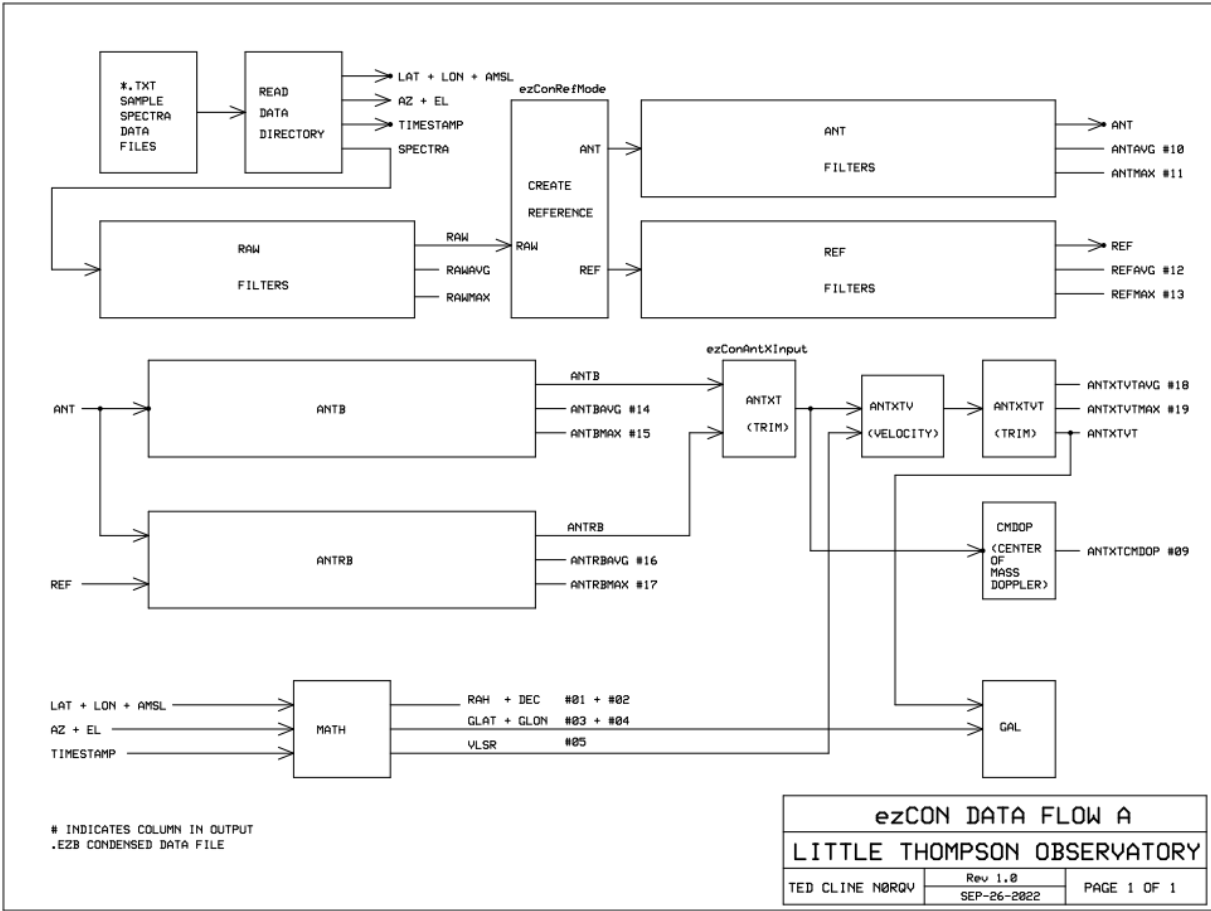 *.TXT
SAMPLE
SPECTRA
DATA
FILES
READ
DATA
DIRECTORY
LAT + LON + AMSL
AZ + EL
TIMESTAMP
SPECTRA
ezConRefMode
ANT
CREATE
REFERENCE
RAW
REF
ANT
FILTERS
ANT
ANTAVG #10
ANTMAX #11
RAW
FILTERS
RAW
RAWAVG
RAWMAX
REF
FILTERS
REF
REFAVG #12
REFMAX #13
ANT
ANTB
ANTB
ANTBAVG #14
ANTBMAX #15
ezConAntXInput
ANTXT
(TRIM)
ANTXTV
(VELOCITY)
ANTXTVT
(TRIM)
ANTXTVTAVG #18
ANTXTVTMAX #19
ANTXTVT
REF
ANTRB
ANTRB
ANTRBAVG #16
ANTRBMAX #17
CMDOP
(CENTER
OF
MASS
DOPPLER)
ANTXTCMDOP #09
LAT + LON + AMSL
AZ + EL
TIMESTAMP
MATH
RAH + DEC #01 + #02
GLAT + GLON #03 + #04
VLSR #05
GAL
# INDICATES COLUMN IN OUTPUT
.EZB CONDENSED DATA FILE
ezCON DATA FLOW A
LITTLE THOMPSON OBSERVATORY
TED CLINE N0RQV
Rev 1.0
SEP-26-2022
PAGE 1 OF 1